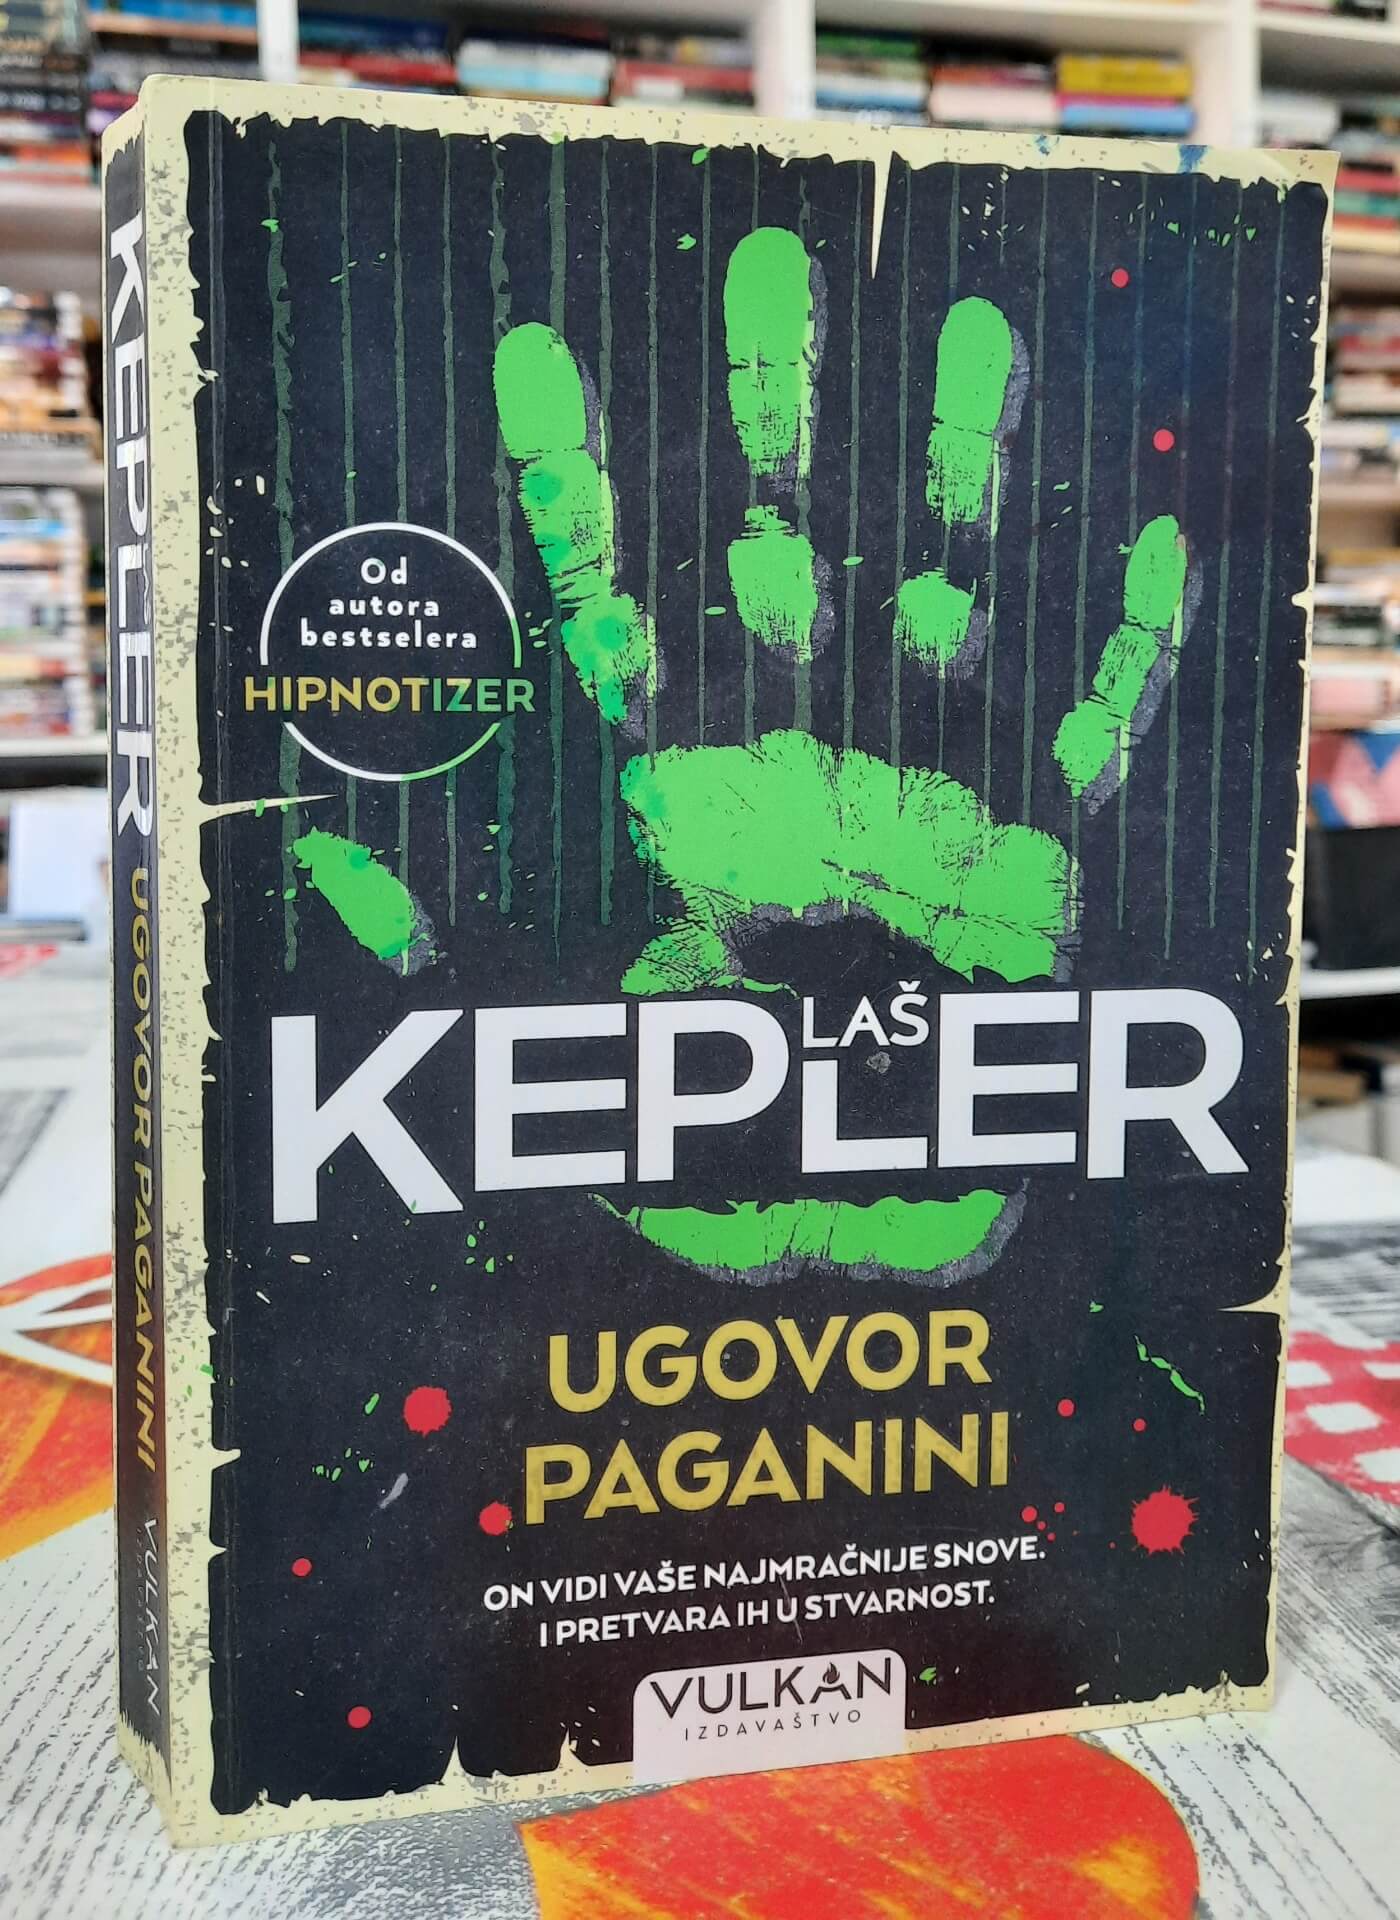 Od
autora
bestselera
HIPNOTIZER
LAŠ
KEPLER
UGOVOR
PAGANINI
ON VIDI VAŠE NAJMRAČNIJE SNOVE.
I PRETVARA IH U STVARNOST.
VULKAN
IZDAVAŠTVO
KEPLER UGOVOR PAGANINI VULKAN